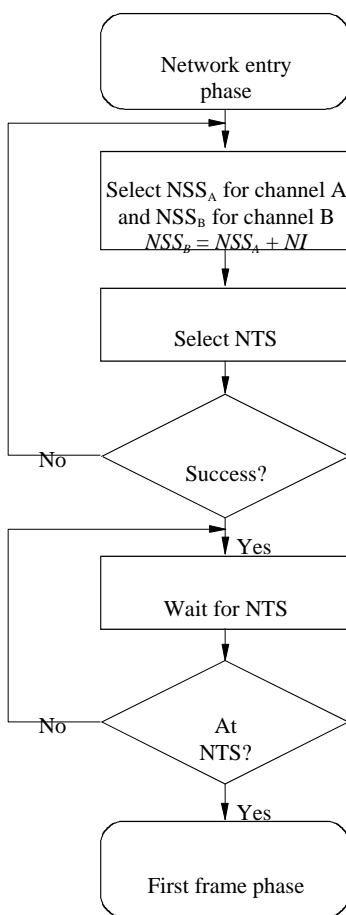 Network entry
phase
Select NSS_A for channel A
and NSS_B for channel B
NSS_B = NSS_A + NI
Select NTS
No
Success?
Yes
Wait for NTS
No
At
NTS?
Yes
First frame phase